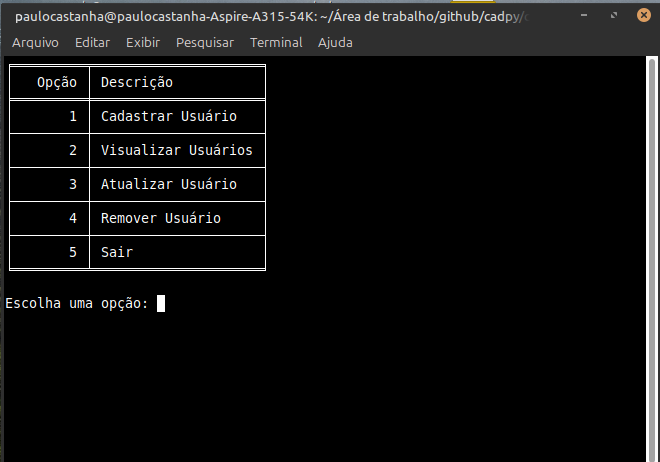 paulocastanha@paulocastanha-Aspire-A315-54K: ~/Área de trabalho/github/cadpy/
Arquivo Editar Exibir Pesquisar Terminal Ajuda
Opção Descrição
1 Cadastrar Usuário
2 Visualizar Usuários
3 Atualizar Usuário
4 Remover Usuário
5 Sair
Escolha uma opção: